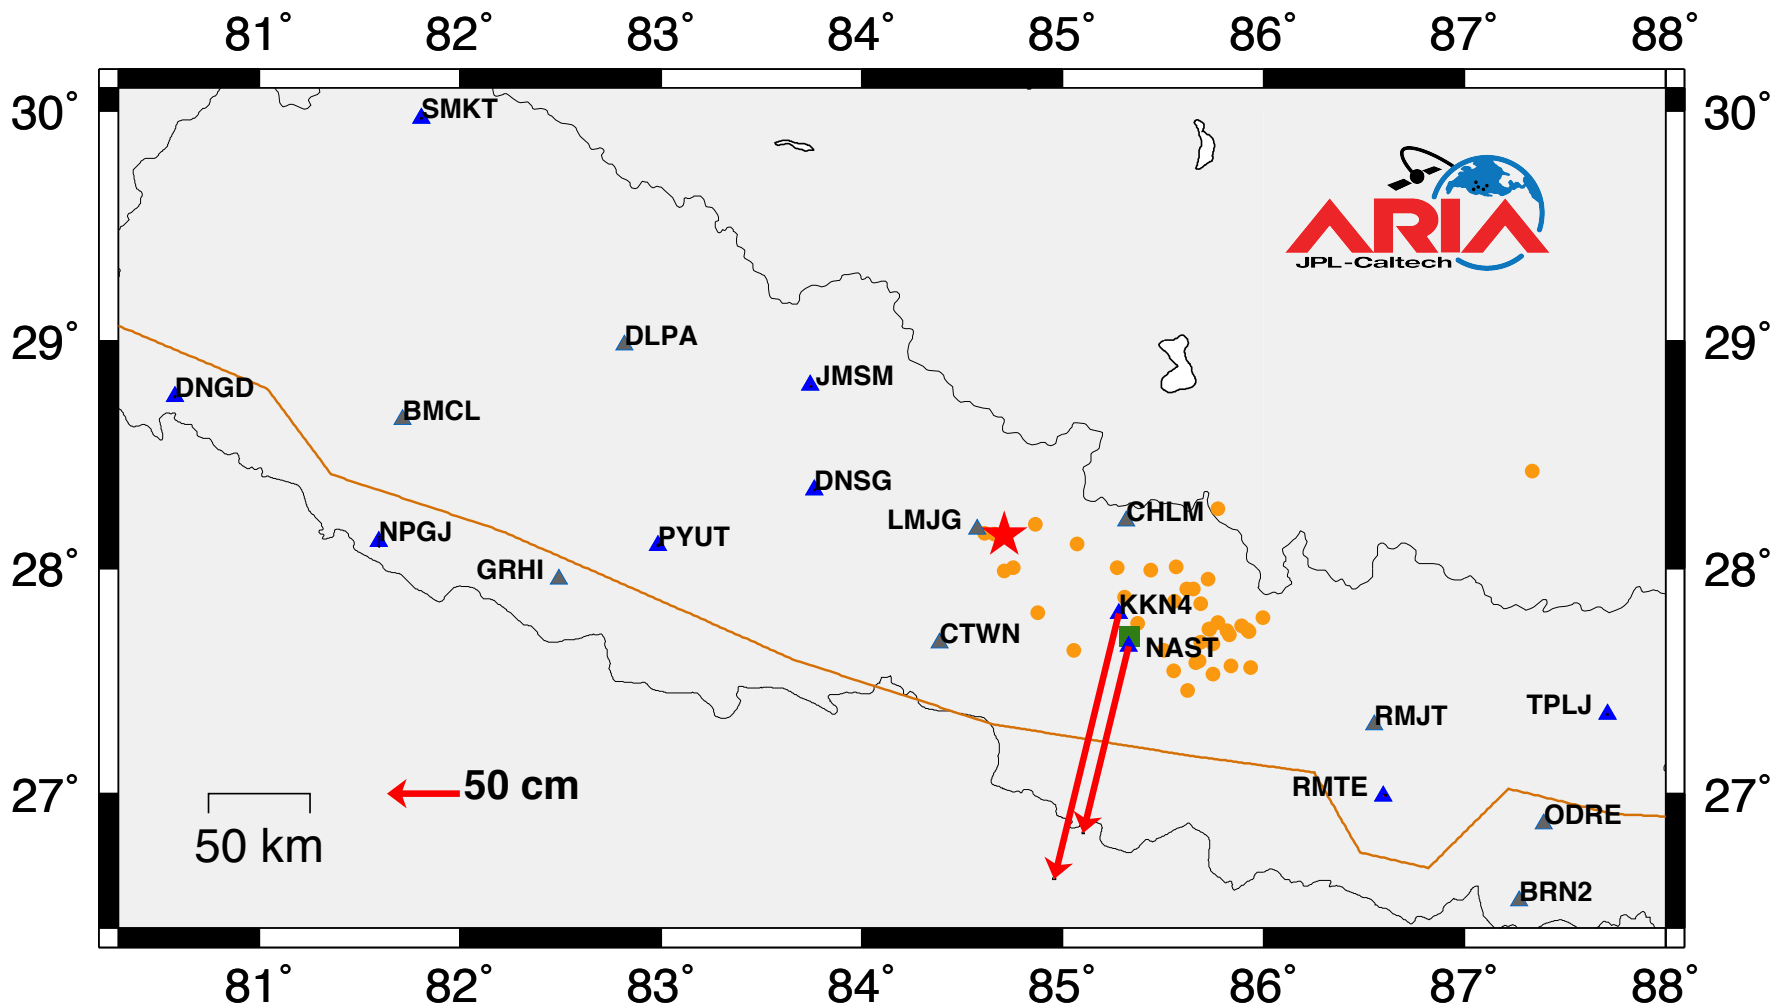 81° 82° 83° 84° 85° 86° 87° 88°
30° SMKT 30°
ARIA
JPL-Caltech
29° DLPA 29°
JMSM
DNGD
BMCL
DNSG
LMJG CHLM
NPGJ PYUT
GRHI
28° 28°
KKN4
CTWN NAST
RMJT TPLJ
27° 50 cm RMTE 27°
ODRE
50 km
BRN2
81° 82° 83° 84° 85° 86° 87° 88°